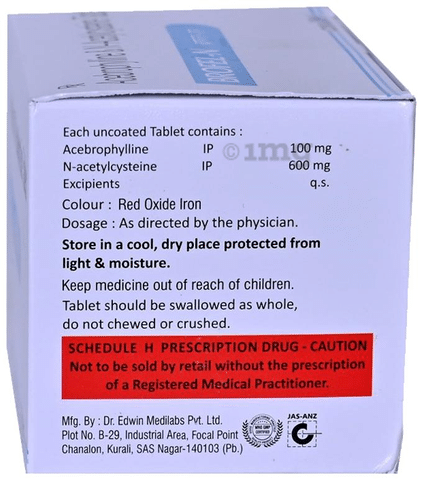 Each uncoated Tablet contains :
Acebrophylline IP 100 mg
N-acetylcysteine IP 600 mg
Excipients q.s.
Colour : Red Oxide Iron
Dosage : As directed by the physician.
Store in a cool, dry place protected from
light & moisture.
Keep medicine out of reach of children.
Tablet should be swallowed as whole,
do not chewed or crushed.
SCHEDULE H PRESCRIPTION DRUG - CAUTION
Not to be sold by retail without the prescription
of a Registered Medical Practitioner.
Mfg. By : Dr. Edwin Medilabs Pvt. Ltd.
Plot No. B-29, Industrial Area, Focal Point
Chanalon, Kurali, SAS Nagar-140103 (Pb.)
JAS-ANZ
© 1mg